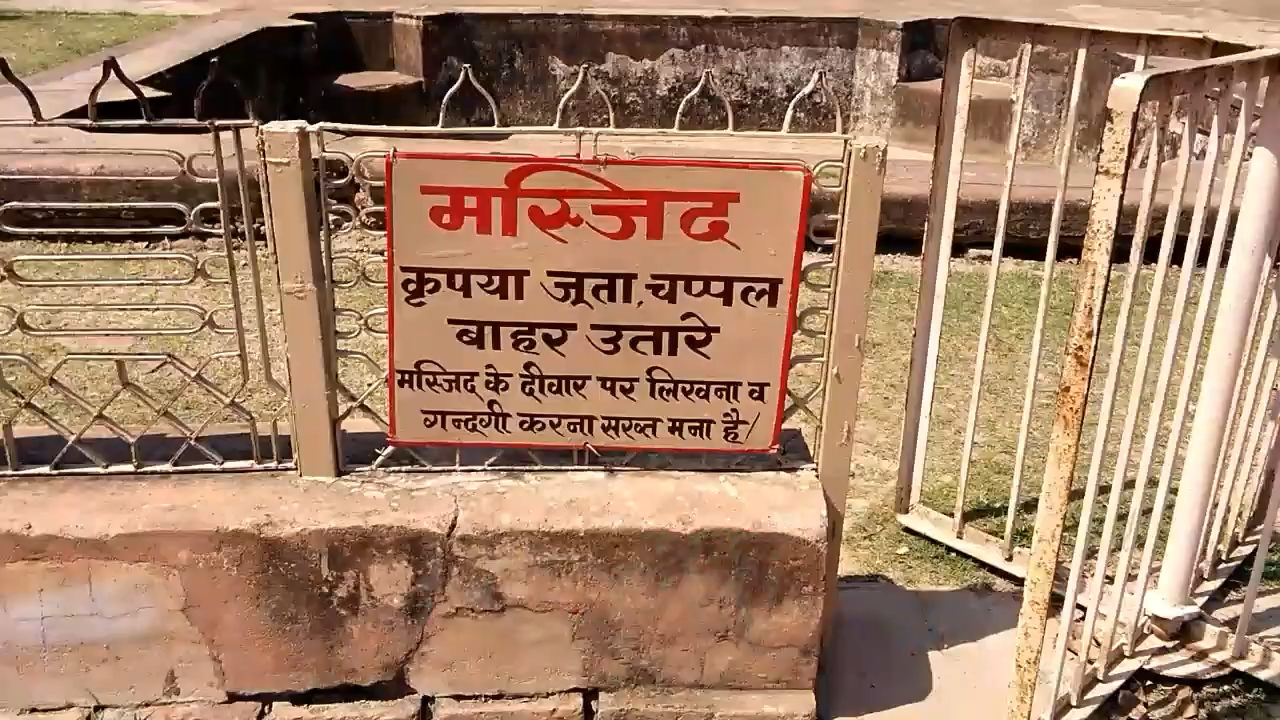 मस्जिद
कृपया जूता, चप्पल
बाहर उतारे
मस्जिद के दीवार पर लिखना व
गन्दगी करना सख्त मना है/